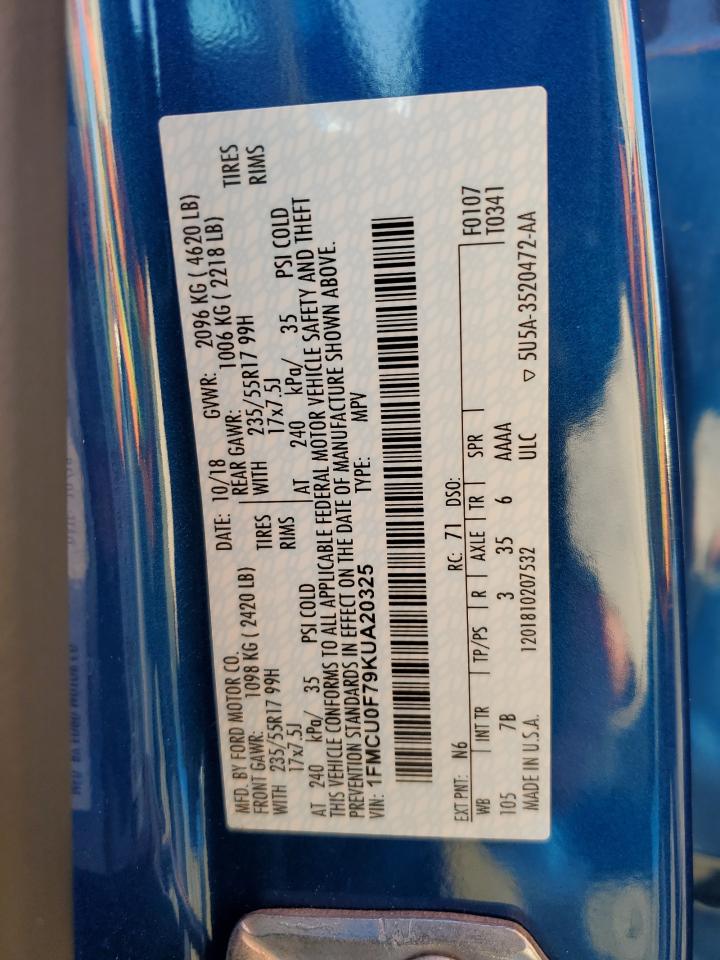 MFD. BY FORD MOTOR CO.
DATE: 10/18
GVWR: 2096 KG ( 4620 LB)
FRONT GAWR: 1098 KG ( 2420 LB)
REAR GAWR: 1006 KG ( 2218 LB)
WITH 235/55R17 99H TIRES
WITH 235/55R17 99H TIRES
17x7.5J RIMS
17x7.5J RIMS
AT 240 kPa/ 35 PSI COLD
AT 240 kPa/ 35 PSI COLD
THIS VEHICLE CONFORMS TO ALL APPLICABLE FEDERAL MOTOR VEHICLE SAFETY AND THEFT
PREVENTION STANDARDS IN EFFECT ON THE DATE OF MANUFACTURE SHOWN ABOVE.
VIN: 1FMCU0F79KUA20325
TYPE: MPV
EXT PNT: N6 RC: 71 DSO: F0107
WB INT TR TP/PS R AXLE TR SPR T0341
105 7B 3 35 6 AAAA
MADE IN U.S.A. 1201810207532 ULC ▽ 5U5A-3520472-AA